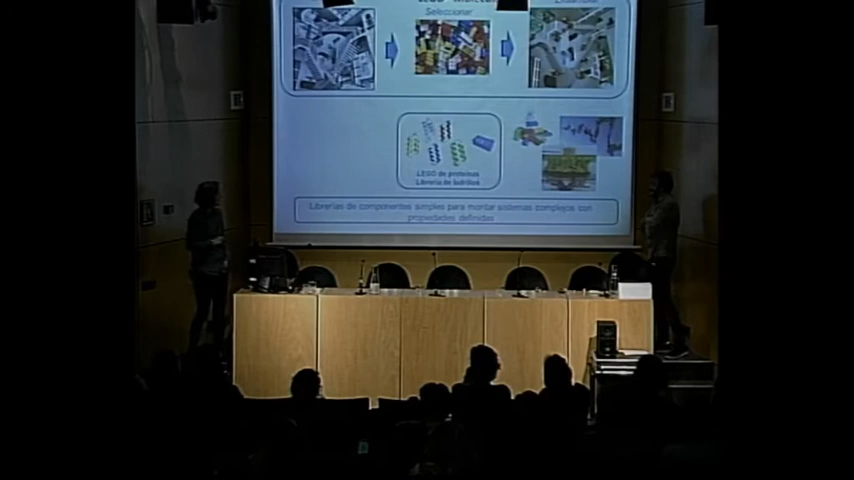 Seleccionar
LEGO de proteínas
Librería de ladrillos
Librerías de componentes simples para montar sistemas complejos con
propiedades definidas